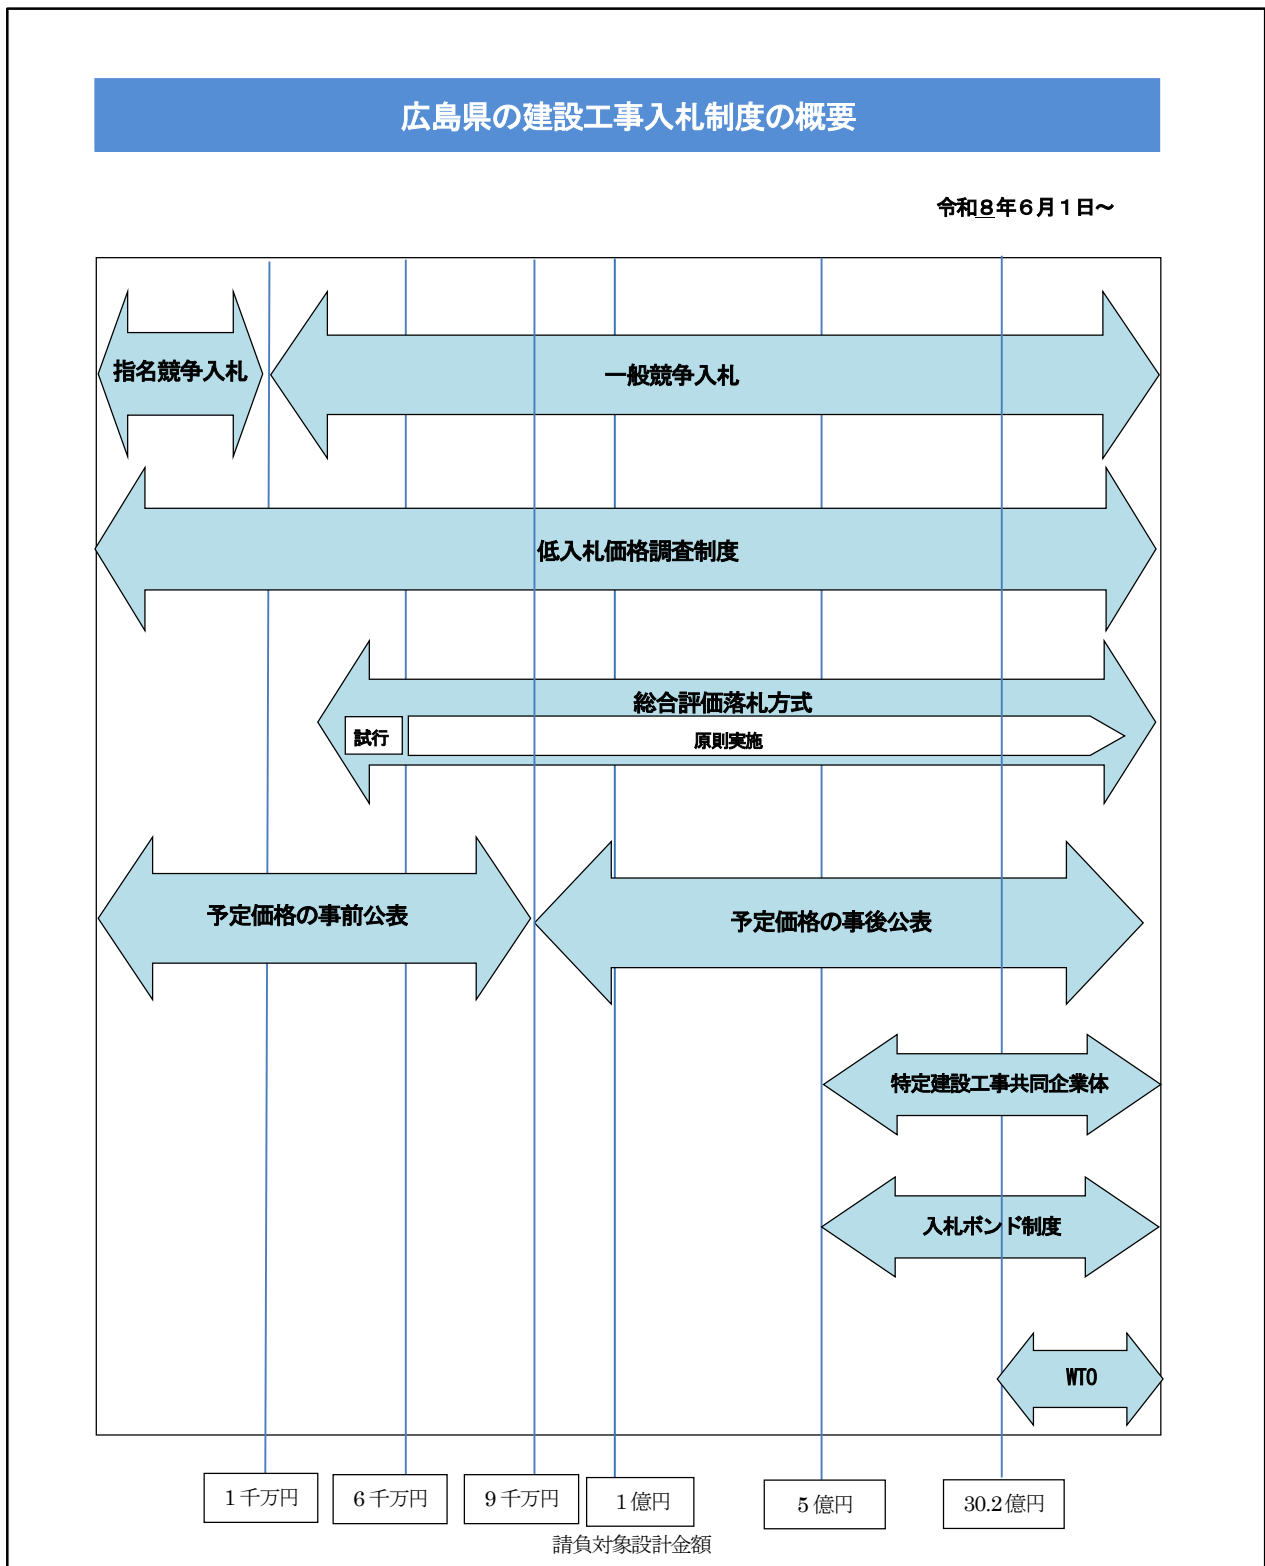 広島県の建設工事入札制度の概要
令和８年６月１日～
指名競争入札
一般競争入札
低入札価格調査制度
総合評価落札方式
試行
原則実施
予定価格の事前公表
予定価格の事後公表
特定建設工事共同企業体
入札ボンド制度
WTO
1千万円
6千万円
9千万円
1億円
5億円
30.2億円
請負対象設計金額